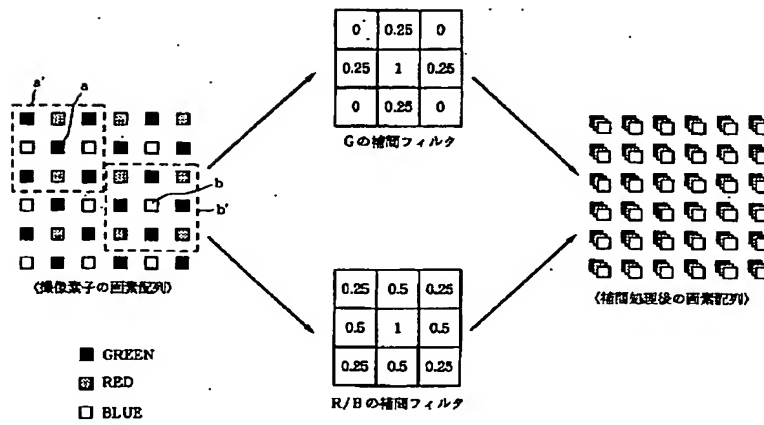 0 0.25 0
0.25 1 0.25
0 0.25 0
Gの補間フィルタ
a'
a
b
b'
〈撮像素子の画素配列〉
〈補間処理後の画素配列〉
0.25 0.5 0.25
0.5 1 0.5
0.25 0.5 0.25
R/Bの補間フィルタ
GREEN
RED
BLUE